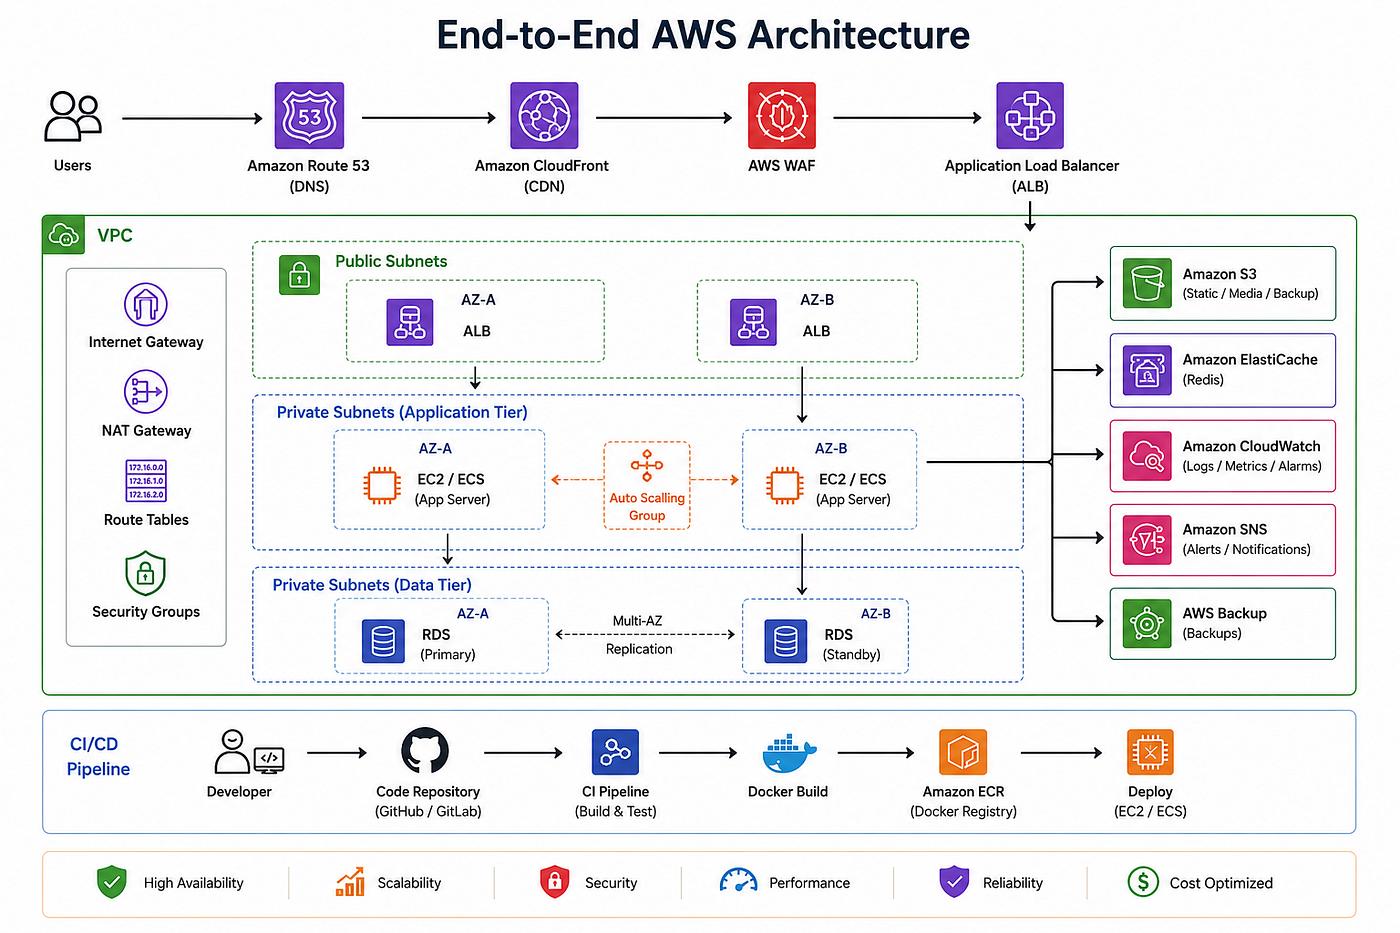 End-to-End AWS Architecture
Users
53
Amazon Route 53
(DNS)
Amazon CloudFront
(CDN)
AWS WAF
Application Load Balancer
(ALB)
VPC
Internet Gateway
NAT Gateway
172.16.0.0
172.16.1.0
172.16.2.0
Route Tables
Security Groups
Public Subnets
AZ-A
ALB
AZ-B
ALB
Private Subnets (Application Tier)
AZ-A
EC2 / ECS
(App Server)
Auto Scalling
Group
AZ-B
EC2 / ECS
(App Server)
Private Subnets (Data Tier)
AZ-A
RDS
(Primary)
Multi-AZ
Replication
AZ-B
RDS
(Standby)
Amazon S3
(Static / Media / Backup)
Amazon ElastiCache
(Redis)
Amazon CloudWatch
(Logs / Metrics / Alarms)
Amazon SNS
(Alerts / Notifications)
AWS Backup
(Backups)
CI/CD
Pipeline
</>
Developer
Code Repository
(GitHub / GitLab)
CI Pipeline
(Build & Test)
Docker Build
Amazon ECR
(Docker Registry)
Deploy
(EC2 / ECS)
High Availability
Scalability
Security
Performance
Reliability
$
Cost Optimized